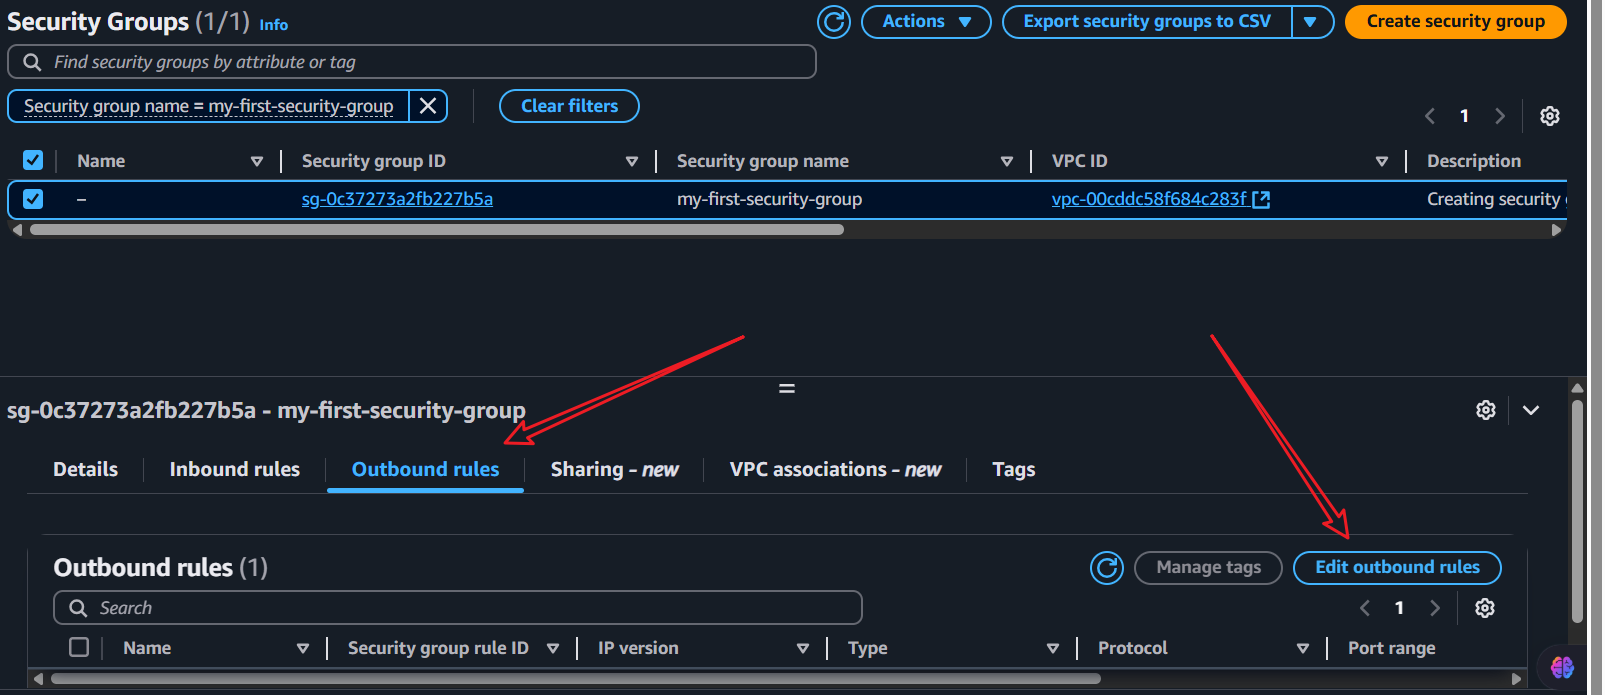 Security Groups (1/1) Info
Actions
Export security groups to CSV
Create security group
Find security groups by attribute or tag
Security group name = my-first-security-group
Clear filters
1
Name Security group ID Security group name VPC ID Description
– sg-0c37273a2fb227b5a my-first-security-group vpc-00cddc58f684c283f Creating security
sg-0c37273a2fb227b5a - my-first-security-group
Details Inbound rules Outbound rules Sharing - new VPC associations - new Tags
Outbound rules (1)
Manage tags
Edit outbound rules
Search
1
Name Security group rule ID IP version Type Protocol Port range